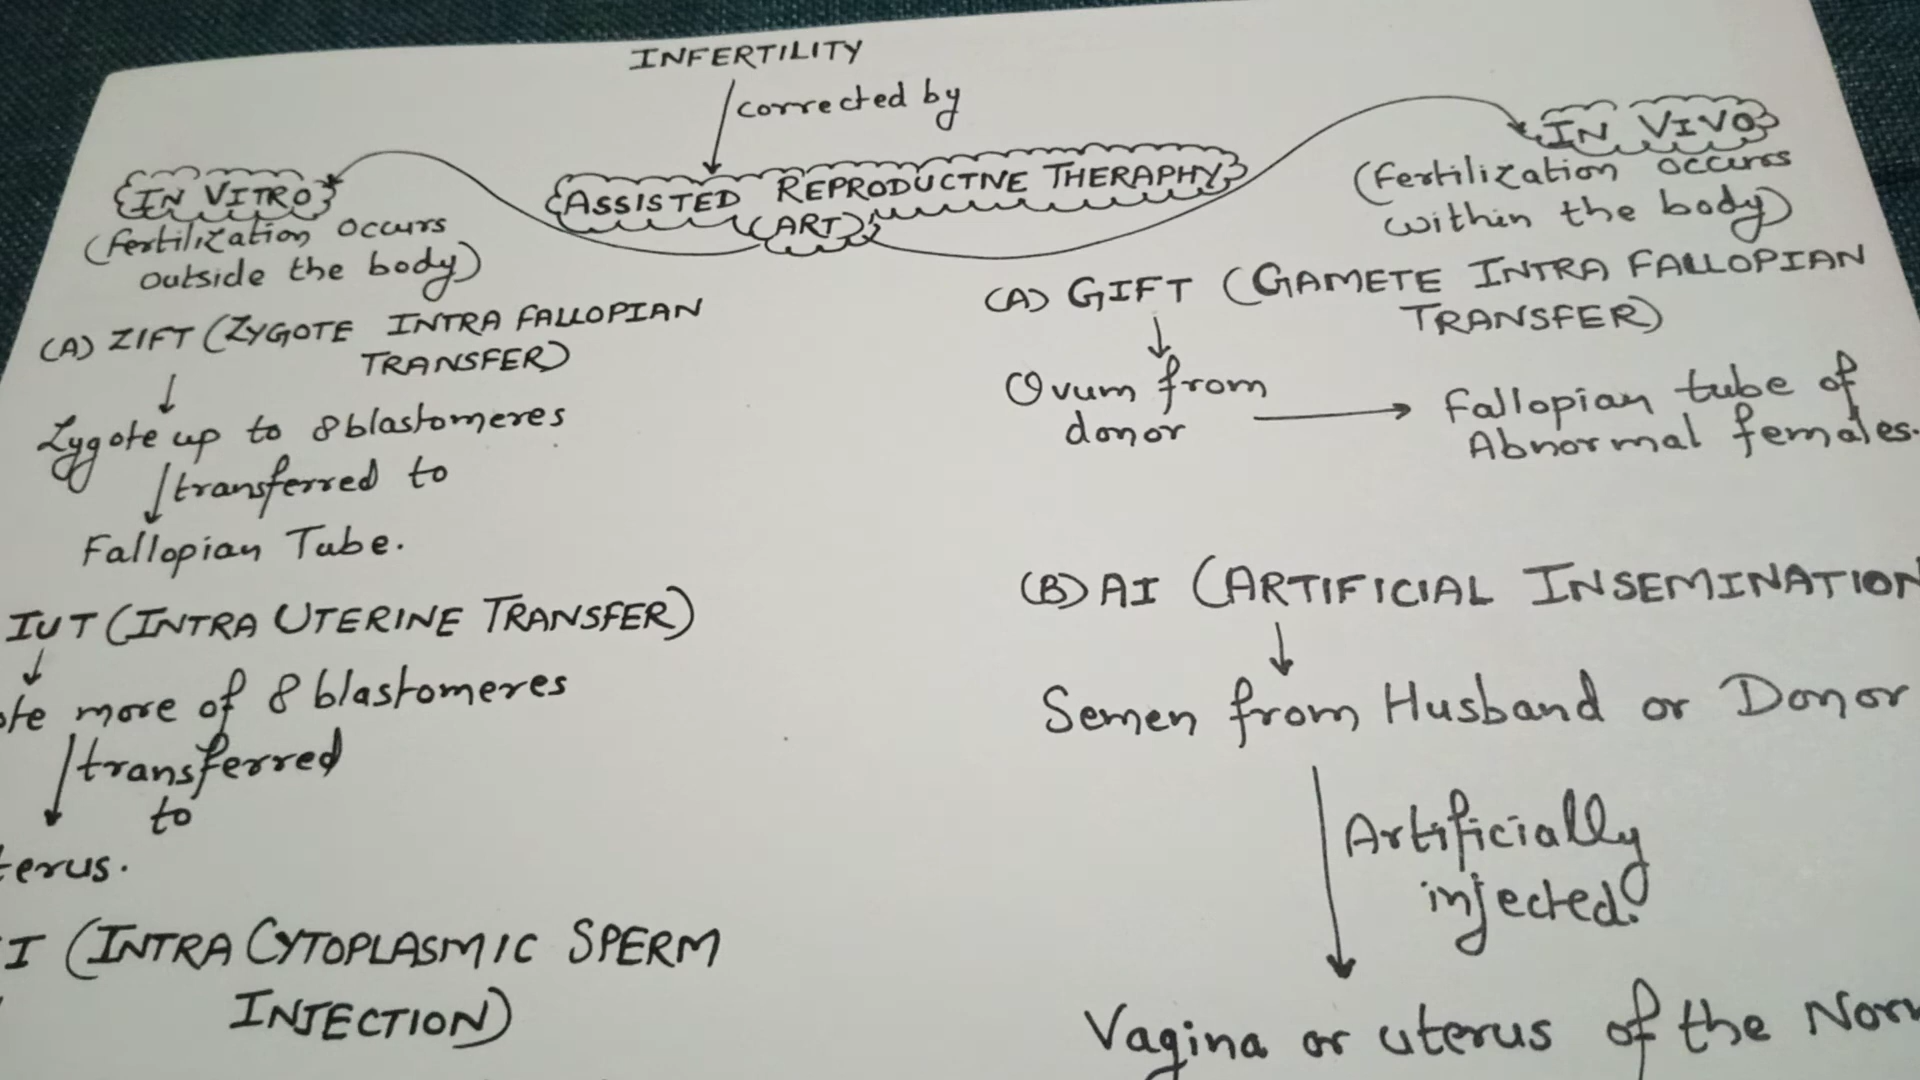 INFERTILITY
corrected by
ASSISTED REPRODUCTIVE THERAPHY
(ART)
IN VITRO
(fertilization occurs
outside the body)
(A) ZIFT (ZYGOTE INTRA FALLOPIAN
TRANSFER)
Zygote up to 8 blastomeres
transferred to
Fallopian Tube.
IUT (INTRA UTERINE TRANSFER)
more of 8 blastomeres
transferred
to
terus.
I (INTRA CYTOPLASMIC SPERM
INJECTION)
IN VIVO
(fertilization occurs
within the body)
(A) GIFT (GAMETE INTRA FALLOPIAN
TRANSFER)
Ovum from
donor
Fallopian tube of
Abnormal females.
(B) AI (ARTIFICIAL INSEMINATION
Semen from Husband or Donor
Artificially
injected
Vagina or uterus of the Nor